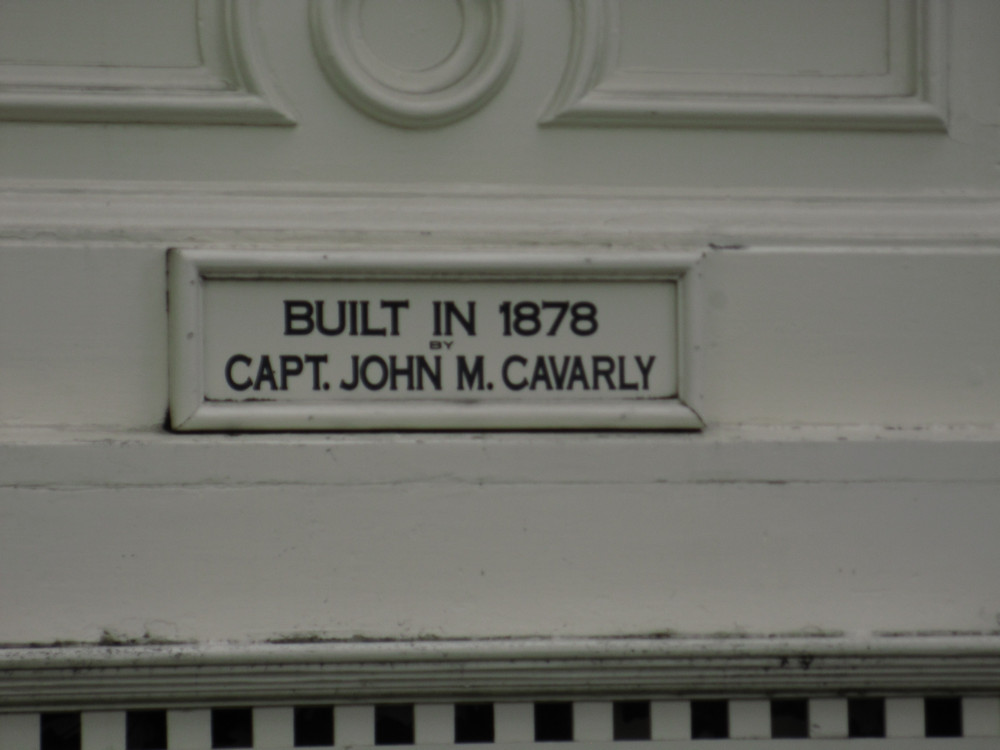 BUILT IN 1878
BY
CAPT. JOHN M. CAVARLY